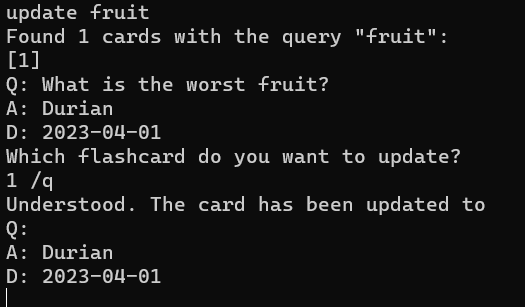 update fruit
Found 1 cards with the query "fruit":
[1]
Q: What is the worst fruit?
A: Durian
D: 2023-04-01
Which flashcard do you want to update?
1 /q
Understood. The card has been updated to
Q:
A: Durian
D: 2023-04-01